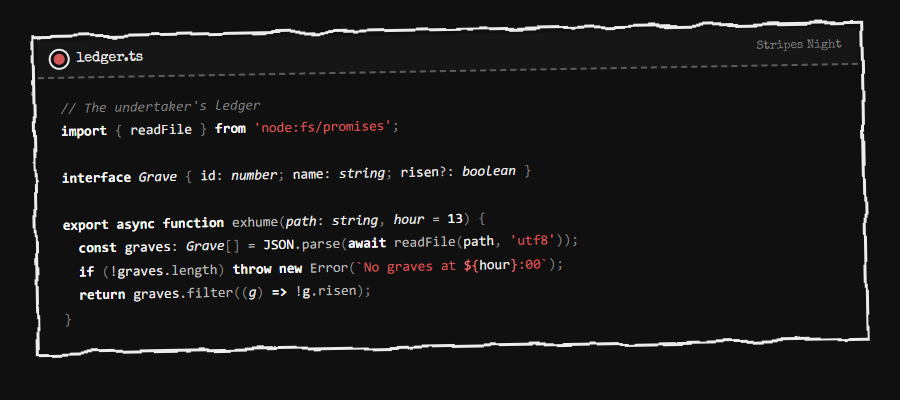 ledger.ts
Stripes Night
// The undertaker's ledger
import { readFile } from 'node:fs/promises';
interface Grave { id: number; name: string; risen?: boolean }
export async function exhume(path: string, hour = 13) {
  const graves: Grave[] = JSON.parse(await readFile(path, 'utf8'));
  if (!graves.length) throw new Error(`No graves at ${hour}:00`);
  return graves.filter((g) => !g.risen);
}